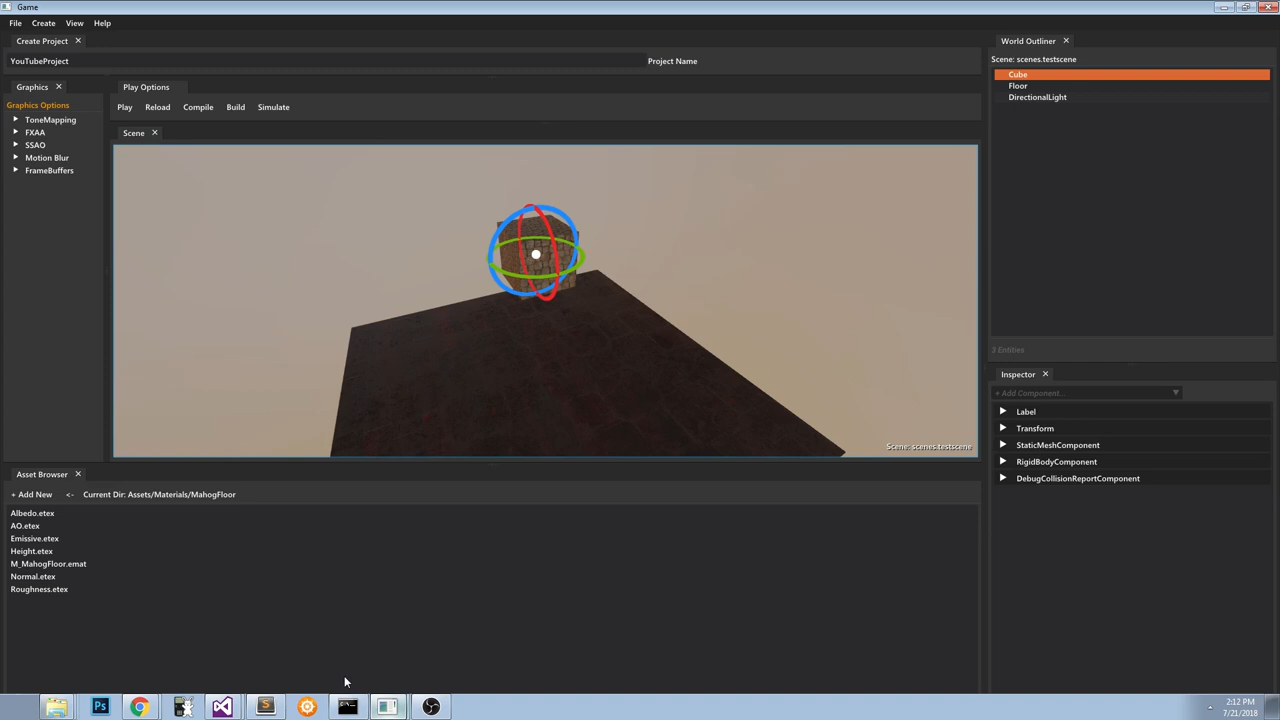 Game
File Create View Help
Create Project
YouTubeProject
Project Name
Graphics
Graphics Options
ToneMapping
FXAA
SSAO
Motion Blur
FrameBuffers
Play Options
Play Reload Compile Build Simulate
Scene
Scene: scenes.testscene
World Outliner
Scene: scenes.testscene
Cube
Floor
DirectionalLight
3 Entities
Inspector
+ Add Component...
Label
Transform
StaticMeshComponent
RigidBodyComponent
DebugCollisionReportComponent
Asset Browser
+ Add New <- Current Dir: Assets/Materials/MahogFloor
Albedo.etex
AO.etex
Emissive.etex
Height.etex
M_MahogFloor.emat
Normal.etex
Roughness.etex
Ps
2:12 PM
7/21/2018